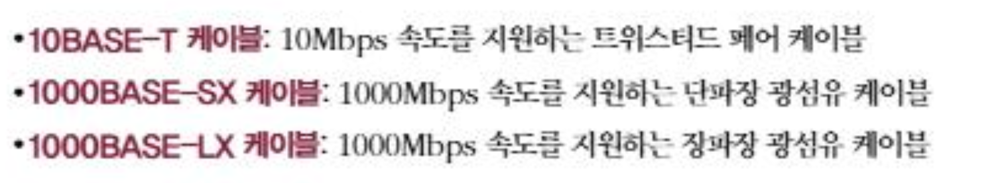 •10BASE-T 케이블: 10Mbps 속도를 지원하는 트위스티드 페어 케이블
•1000BASE-SX 케이블: 1000Mbps 속도를 지원하는 단파장 광섬유 케이블
•1000BASE-LX 케이블: 1000Mbps 속도를 지원하는 장파장 광섬유 케이블